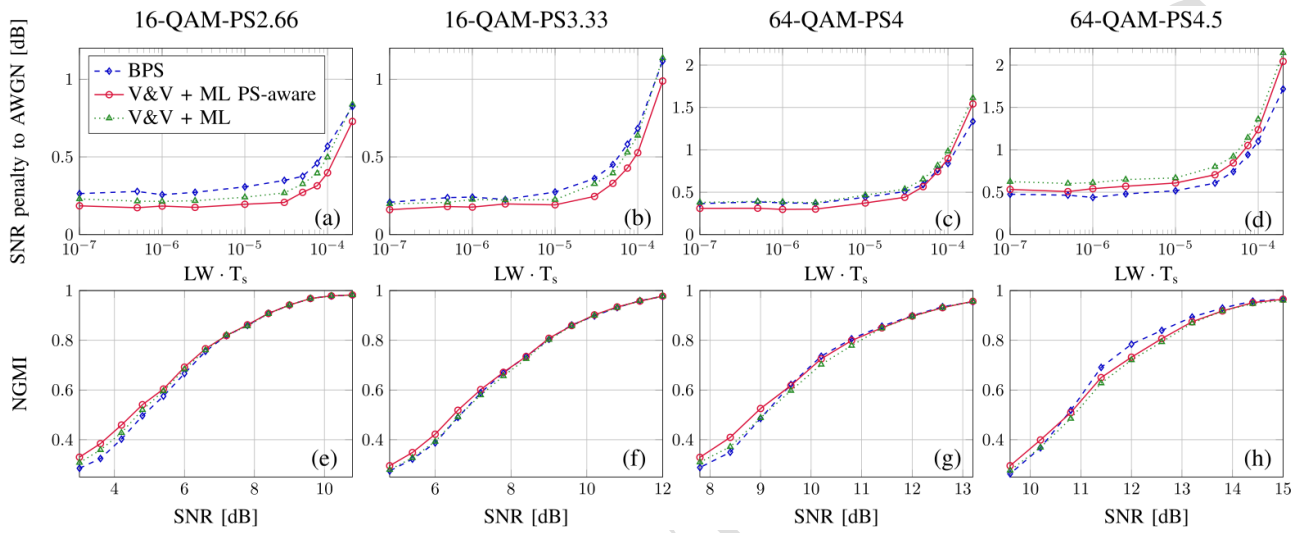 16-QAM-PS2.66 16-QAM-PS3.33 64-QAM-PS4 64-QAM-PS4.5
SNR penalty to AWGN [dB]
BPS
V&V + ML PS-aware
V&V + ML
1 0.5 0
1 0.5 0
2 1.5 1 0.5 0
2 1.5 1 0.5 0
(a) (b) (c) (d)
10⁻⁷ 10⁻⁶ 10⁻⁵ 10⁻⁴ 10⁻⁷ 10⁻⁶ 10⁻⁵ 10⁻⁴ 10⁻⁷ 10⁻⁶ 10⁻⁵ 10⁻⁴ 10⁻⁷ 10⁻⁶ 10⁻⁵ 10⁻⁴
LW · Tₛ LW · Tₛ LW · Tₛ LW · Tₛ
NGMI
1 0.8 0.6 0.4
1 0.8 0.6 0.4
1 0.8 0.6 0.4
1 0.8 0.6 0.4
(e) (f) (g) (h)
4 6 8 10 6 8 10 12 8 9 10 11 12 13 10 11 12 13 14 15
SNR [dB] SNR [dB] SNR [dB] SNR [dB]